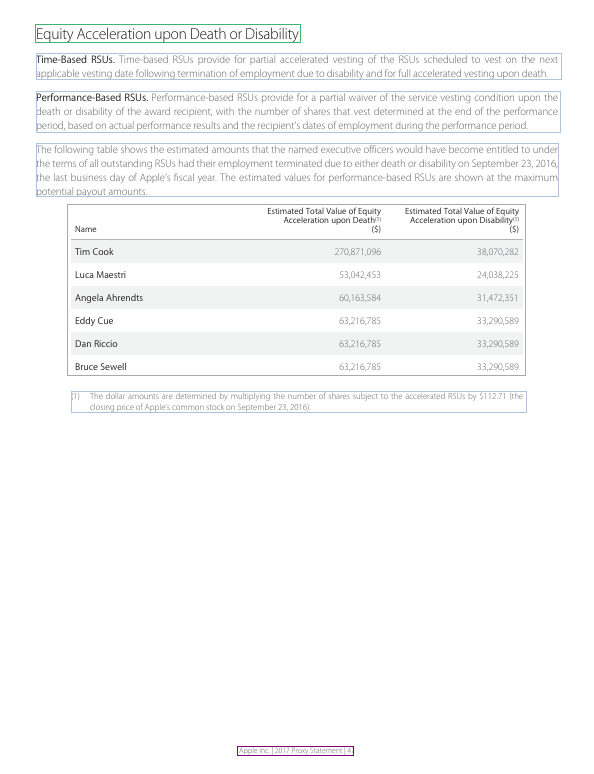 Equity Acceleration upon Death or Disability
Time-Based RSUs. Time-based RSUs provide for partial accelerated vesting of the RSUs scheduled to vest on the next
applicable vesting date following termination of employment due to disability and for full accelerated vesting upon death.
Performance-Based RSUs. Performance-based RSUs provide for a partial waiver of the service vesting condition upon the
death or disability of the award recipient, with the number of shares that vest determined at the end of the performance
period, based on actual performance results and the recipient's dates of employment during the performance period.
The following table shows the estimated amounts that the named executive officers would have become entitled to under
the terms of all outstanding RSUs had their employment terminated due to either death or disability on September 23, 2016,
the last business day of Apple's fiscal year. The estimated values for performance-based RSUs are shown at the maximum
potential payout amounts.
Name Estimated Total Value of Equity Acceleration upon Death(1) ($) Estimated Total Value of Equity Acceleration upon Disability(1) ($)
Tim Cook 270,871,096 38,070,282
Luca Maestri 53,042,453 24,038,225
Angela Ahrendts 60,163,584 31,472,351
Eddy Cue 63,216,785 33,290,589
Dan Riccio 63,216,785 33,290,589
Bruce Sewell 63,216,785 33,290,589
(1) The dollar amounts are determined by multiplying the number of shares subject to the accelerated RSUs by $112.71 (the
closing price of Apple's common stock on September 23, 2016).
Apple Inc. | 2017 Proxy Statement |